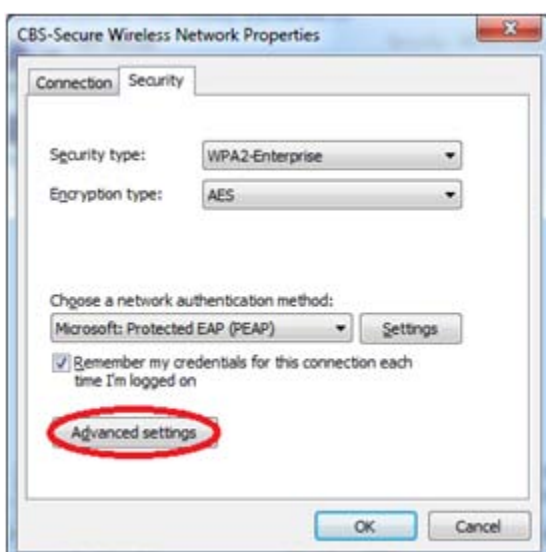 CBS-Secure Wireless Network Properties
Connection Security
Security type: WPA2-Enterprise
Encryption type: AES
Choose a network authentication method:
Microsoft: Protected EAP (PEAP) Settings
Remember my credentials for this connection each
time I'm logged on
Advanced settings
OK Cancel